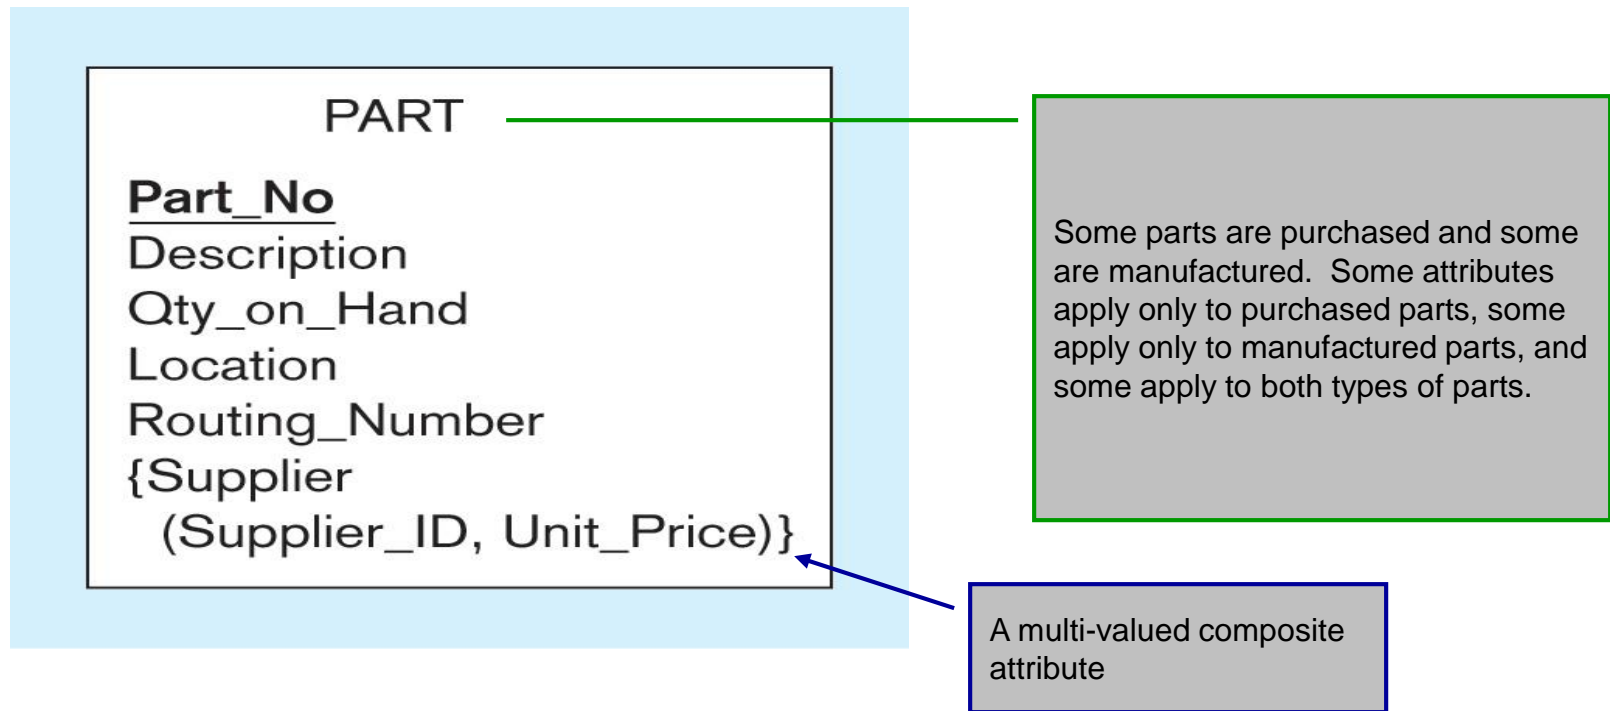 PART
Part_No
Description
Qty_on_Hand
Location
Routing_Number
{Supplier
(Supplier_ID, Unit_Price)}
Some parts are purchased and some
are manufactured.  Some attributes
apply only to purchased parts, some
apply only to manufactured parts, and
some apply to both types of parts.
A multi-valued composite
attribute